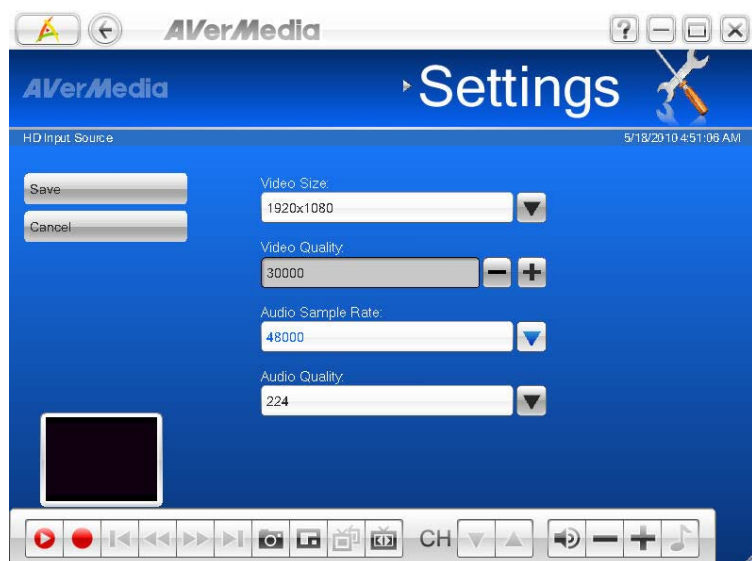 AVerMedia
?
AVerMedia
Settings
HD Input Source
5/18/2010 4:51:06 AM
Save
Cancel
Video Size:
1920x1080
Video Quality:
30000
Audio Sample Rate:
48000
Audio Quality:
224
CH